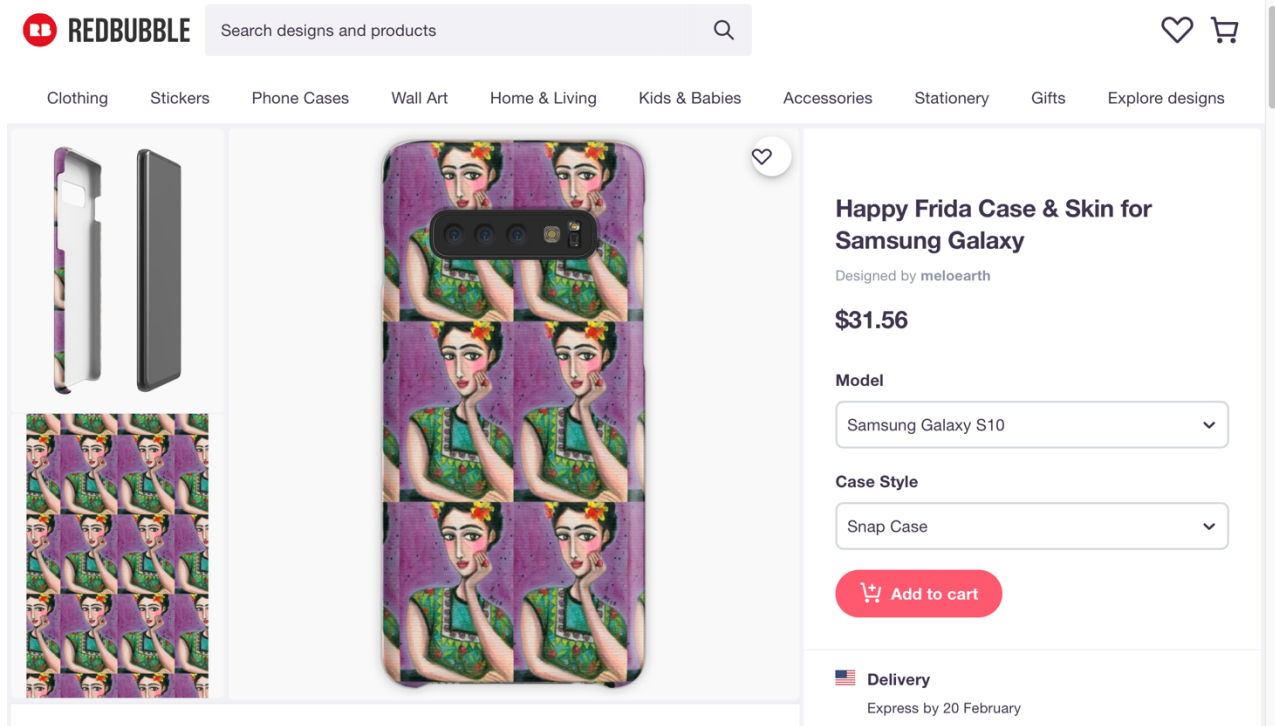 RB REDBUBBLE
Search designs and products
Clothing Stickers Phone Cases Wall Art Home & Living Kids & Babies Accessories Stationery Gifts Explore designs
Happy Frida Case & Skin for
Samsung Galaxy
Designed by meloearth
$31.56
Model
Samsung Galaxy S10
Case Style
Snap Case
Add to cart
Delivery
Express by 20 February